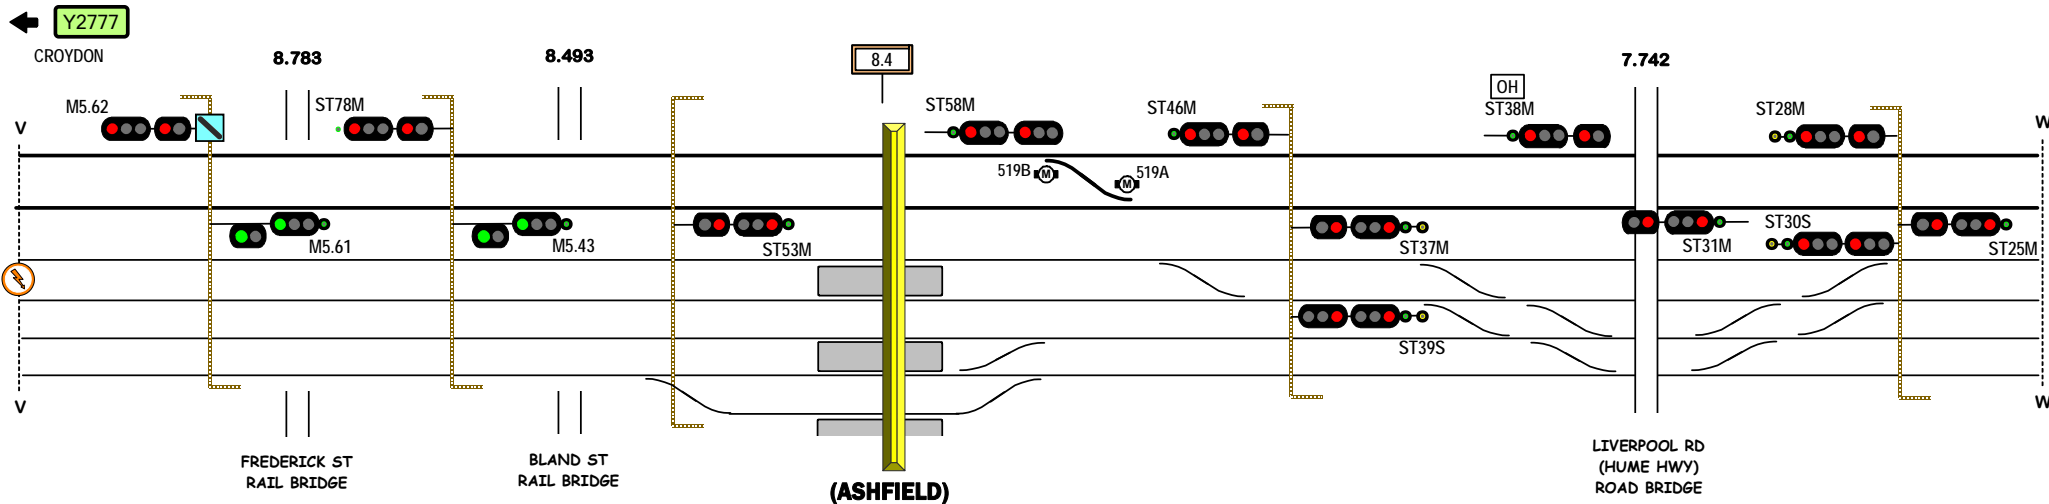 Y2777
CROYDON
8.783
8.493
8.4
7.742
OH
M5.62
ST78M
ST58M
ST46M
ST38M
ST28M
V
W
519B
M
M
519A
M5.61
M5.43
ST53M
ST37M
ST31M
ST30S
ST25M
ST39S
V
W
FREDERICK ST
RAIL BRIDGE
BLAND ST
RAIL BRIDGE
(ASHFIELD)
LIVERPOOL RD
(HUME HWY)
ROAD BRIDGE